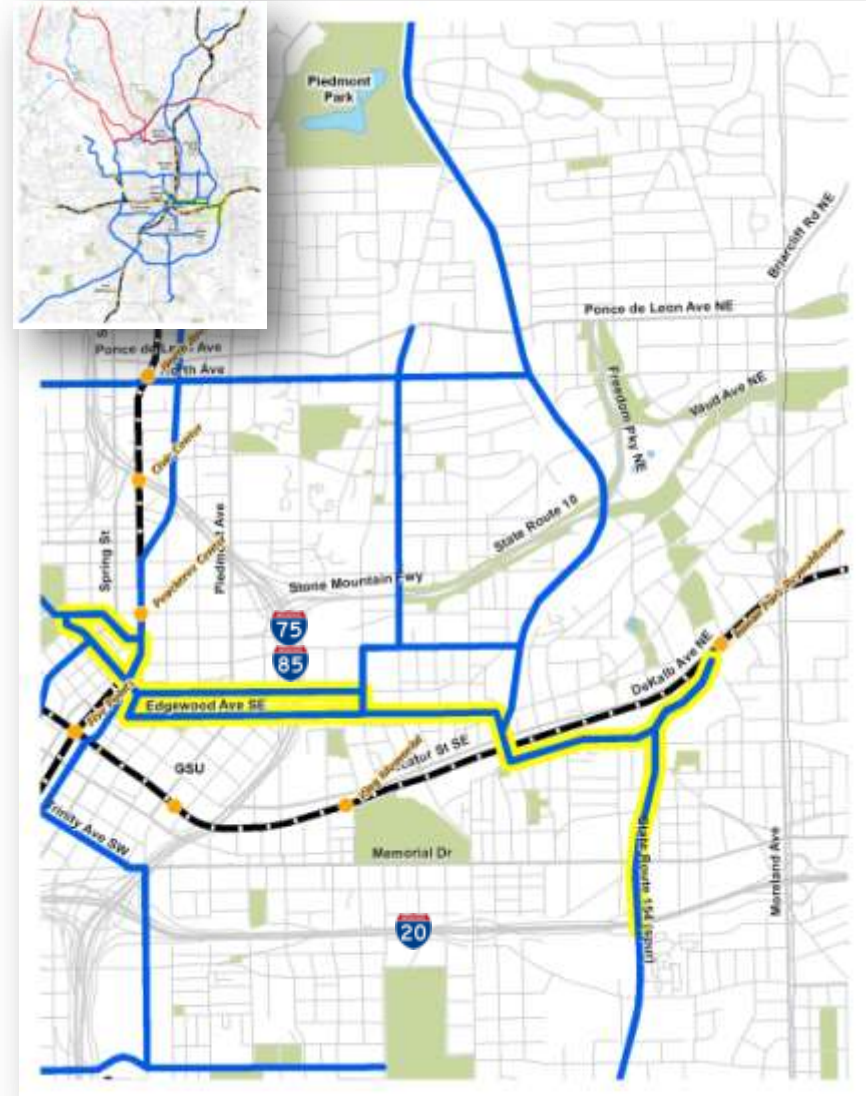 Piedmont
Park
Briarcliff Rd NE
Ponce de Leon Ave NE
Ponce de Leon Ave
North Ave
Freedom Pky NE
Vaud Ave NE
Civic Center
State Route 10
Spring St
Piedmont Ave
Peachtree Center
Stone Mountain Fwy
75
85
DeKalb Ave NE
Edgewood Ave SE
Five Points
GSU
King Memorial
Decatur St SE
Trinity Ave SW
Memorial Dr
State Route 154 (spur)
Moreland Ave
20